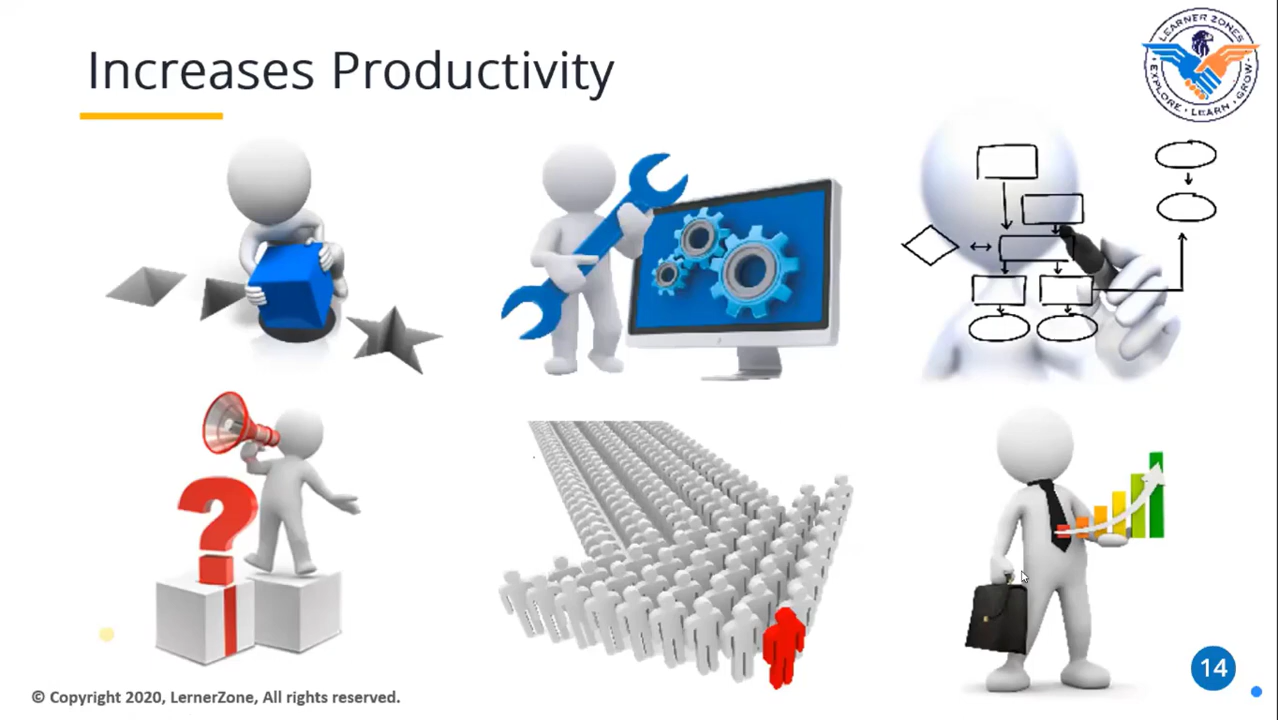 Increases Productivity
LEARNER ZONES
EXPLORE · LEARN · GROW
?
14
© Copyright 2020, LernerZone, All rights reserved.